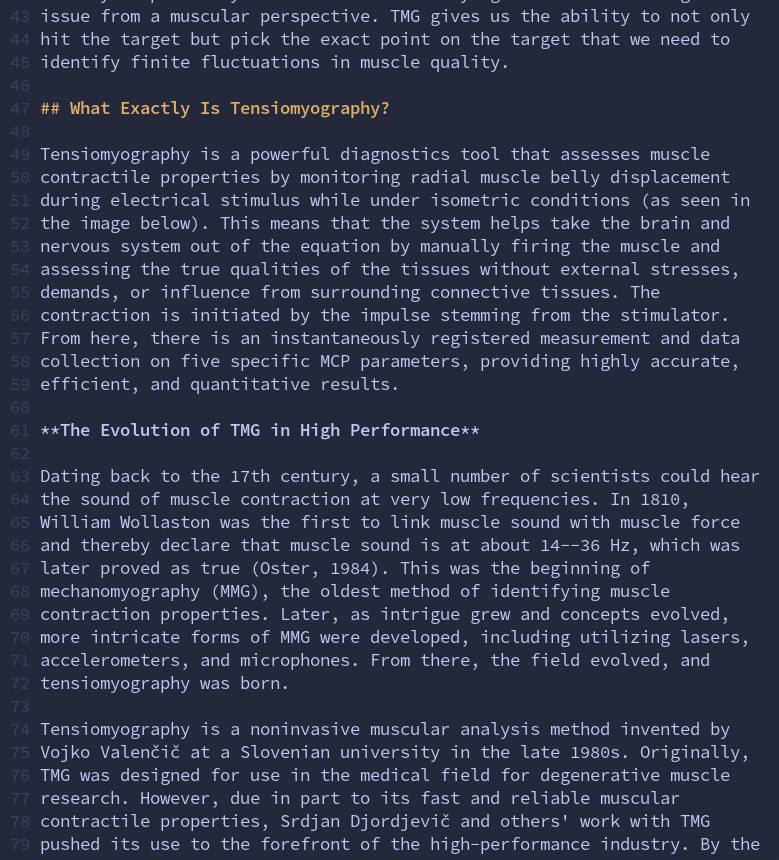 43 issue from a muscular perspective. TMG gives us the ability to not only
44 hit the target but pick the exact point on the target that we need to
45 identify finite fluctuations in muscle quality.
46
47 ## What Exactly Is Tensiomyography?
48
49 Tensiomyography is a powerful diagnostics tool that assesses muscle
50 contractile properties by monitoring radial muscle belly displacement
51 during electrical stimulus while under isometric conditions (as seen in
52 the image below). This means that the system helps take the brain and
53 nervous system out of the equation by manually firing the muscle and
54 assessing the true qualities of the tissues without external stresses,
55 demands, or influence from surrounding connective tissues. The
56 contraction is initiated by the impulse stemming from the stimulator.
57 From here, there is an instantaneously registered measurement and data
58 collection on five specific MCP parameters, providing highly accurate,
59 efficient, and quantitative results.
60
61 **The Evolution of TMG in High Performance**
62
63 Dating back to the 17th century, a small number of scientists could hear
64 the sound of muscle contraction at very low frequencies. In 1810,
65 William Wollaston was the first to link muscle sound with muscle force
66 and thereby declare that muscle sound is at about 14--36 Hz, which was
67 later proved as true (Oster, 1984). This was the beginning of
68 mechanomyography (MMG), the oldest method of identifying muscle
69 contraction properties. Later, as intrigue grew and concepts evolved,
70 more intricate forms of MMG were developed, including utilizing lasers,
71 accelerometers, and microphones. From there, the field evolved, and
72 tensiomyography was born.
73
74 Tensiomyography is a noninvasive muscular analysis method invented by
75 Vojko Valenčič at a Slovenian university in the late 1980s. Originally,
76 TMG was designed for use in the medical field for degenerative muscle
77 research. However, due in part to its fast and reliable muscular
78 contractile properties, Srdjan Djordjevič and others' work with TMG
79 pushed its use to the forefront of the high-performance industry. By the